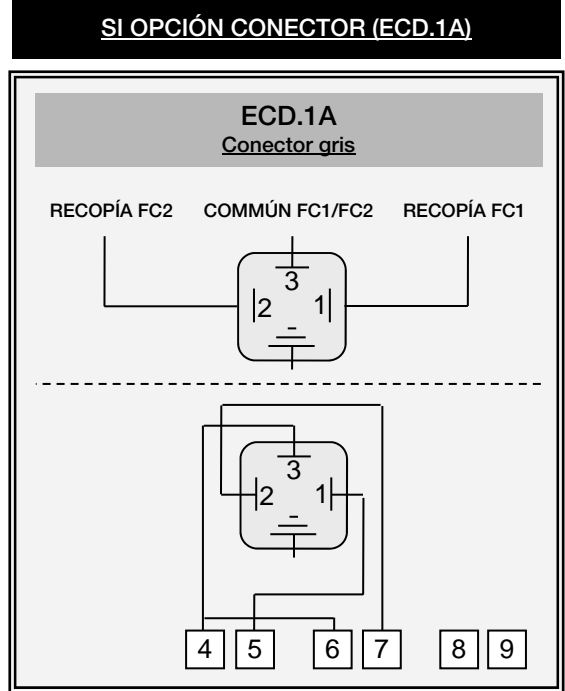 SI OPCIÓN CONECTOR (ECD.1A)
ECD.1A
Conector gris
RECOPÍA FC2 COMMÚN FC1/FC2 RECOPÍA FC1
3
2 1
3
2 1
4 5 6 7 8 9